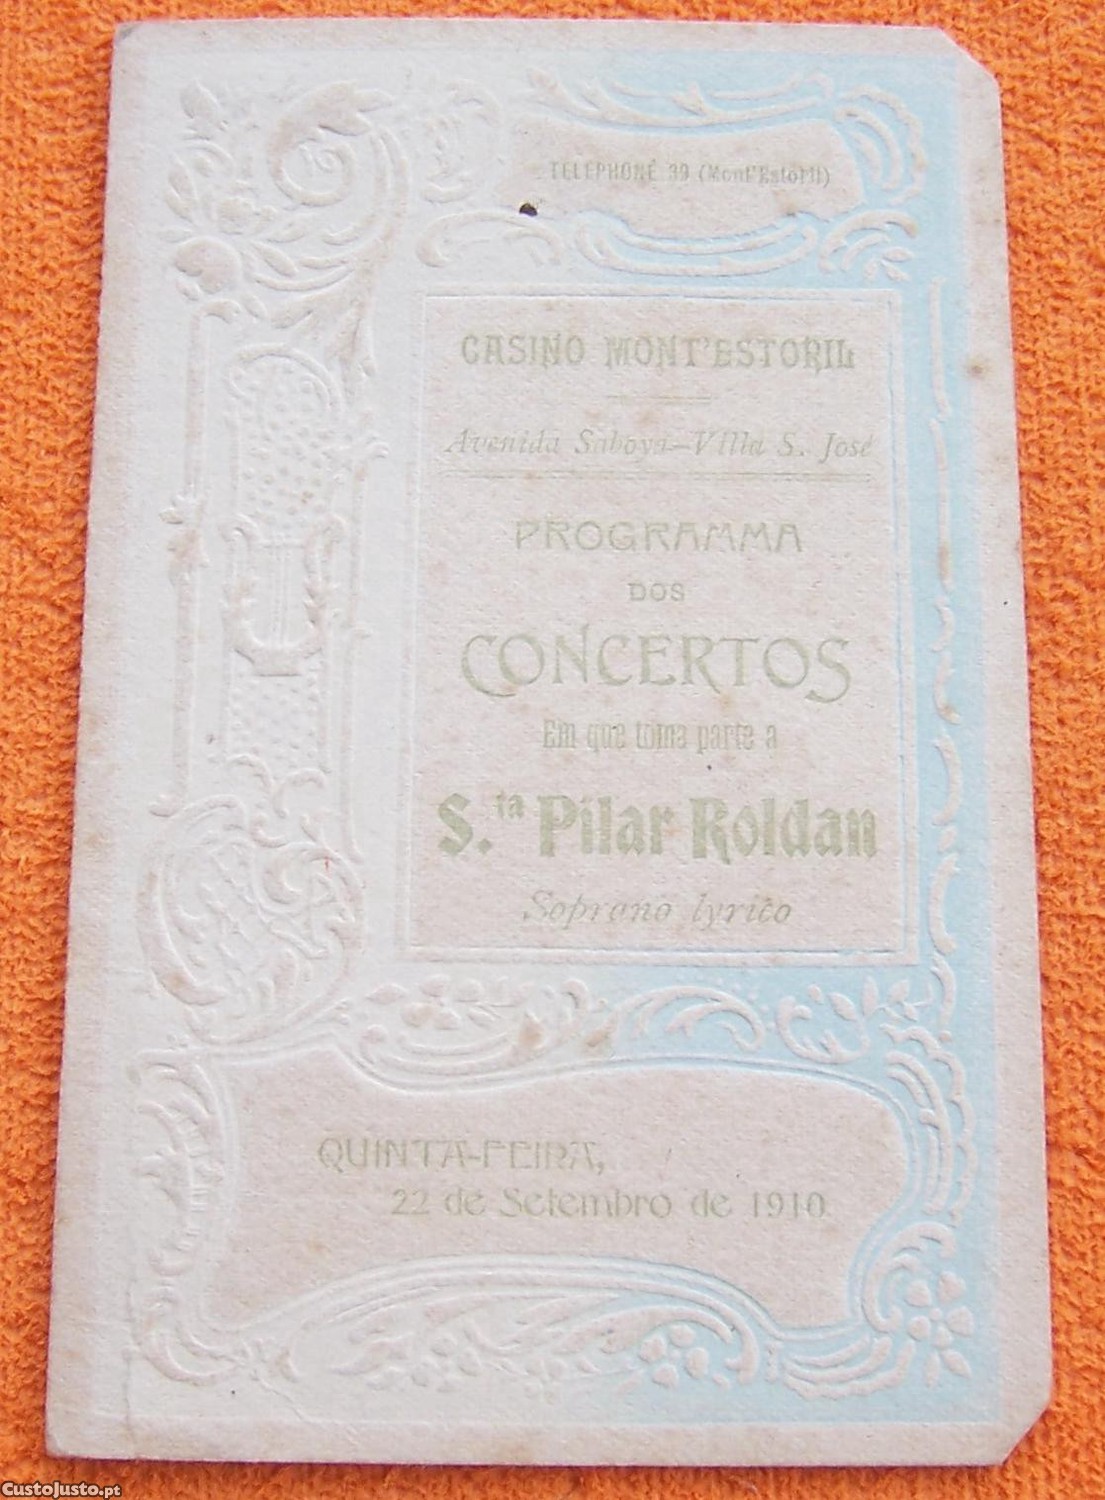 TELEPHONE 39 (Mont'Estoril)
CASINO MONT'ESTORIL
Avenida Saboya—Villa S. José
PROGRAMMA
DOS
CONCERTOS
Em que toma parte a
S.ta Pilar Roldan
Soprano lyrico
QUINTA-FEIRA,
22 de Setembro de 1910
CustoJusto.pt